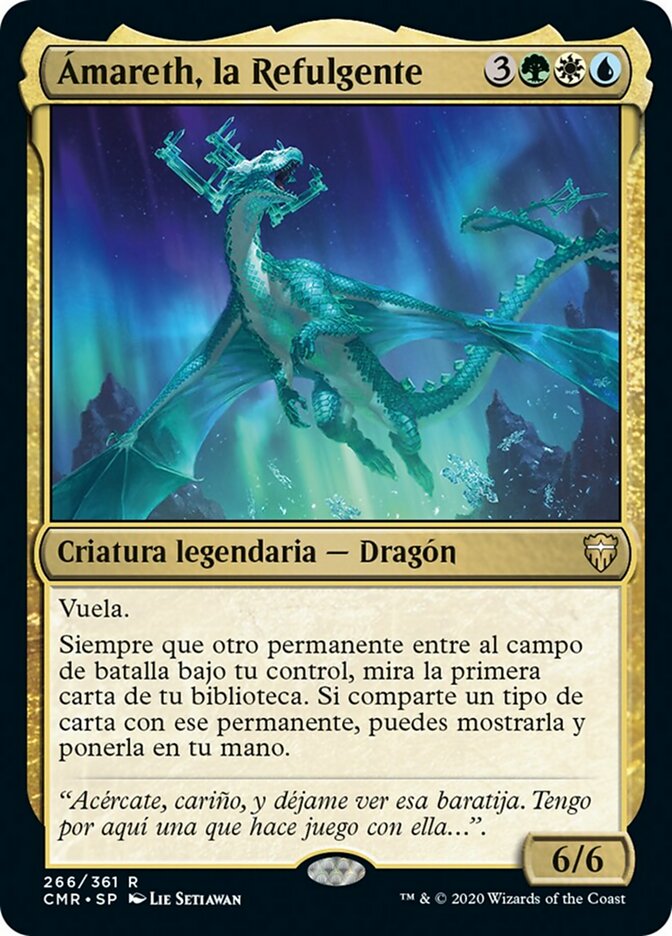 Ámareth, la Refulgente 3
Criatura legendaria — Dragón
Vuela.
Siempre que otro permanente entre al campo
de batalla bajo tu control, mira la primera
carta de tu biblioteca. Si comparte un tipo de
carta con ese permanente, puedes mostrarla y
ponerla en tu mano.
“Acércate, cariño, y déjame ver esa baratija. Tengo
por aquí una que hace juego con ella…”.
6/6
266/361 R
CMR • SP Lie Setiawan
™ & © 2020 Wizards of the Coast